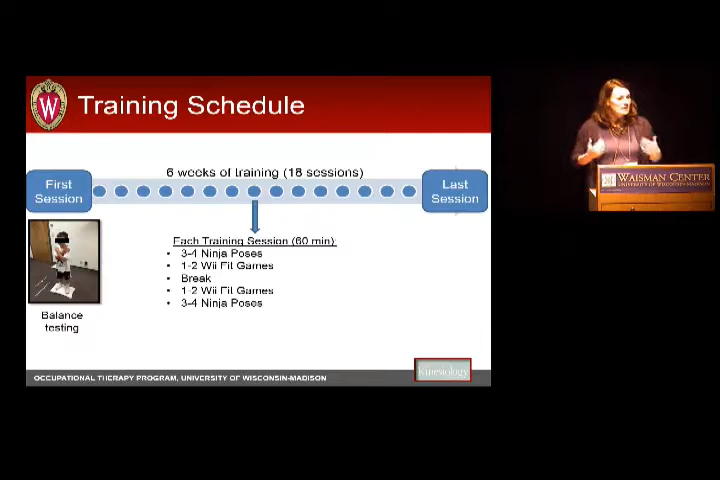 W
Training Schedule
6 weeks of training (18 sessions)
First
Session
Last
Session
Each Training Session (60 min):
• 3-4 Ninja Poses
• 1-2 Wii Fit Games
• Break
• 1-2 Wii Fit Games
• 3-4 Ninja Poses
Balance
testing
Kinesiology
OCCUPATIONAL THERAPY PROGRAM, UNIVERSITY OF WISCONSIN-MADISON
WAISMAN CENTER
UNIVERSITY OF WISCONSIN-MADISON